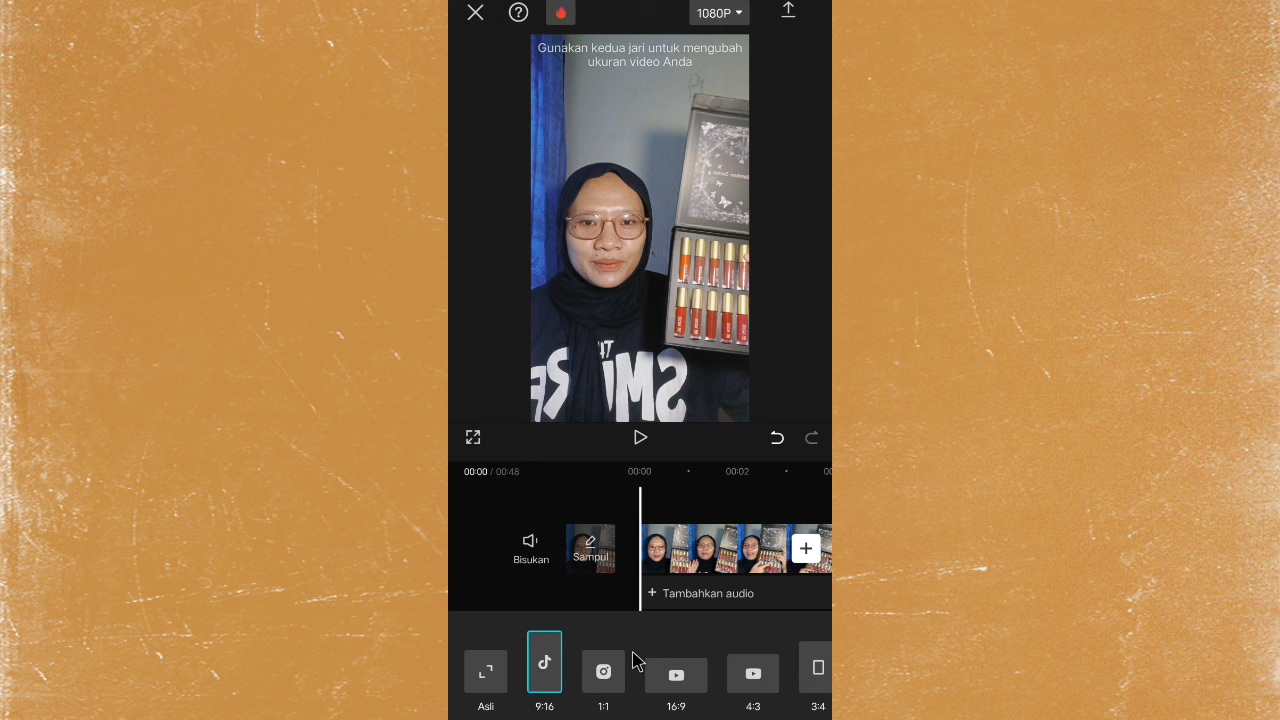 1080P
Gunakan kedua jari untuk mengubah
ukuran video Anda
00:00 / 00:48
00:00
00:02
Bisukan
Sampul
+ Tambahkan audio
Asli
9:16
1:1
16:9
4:3
3:4